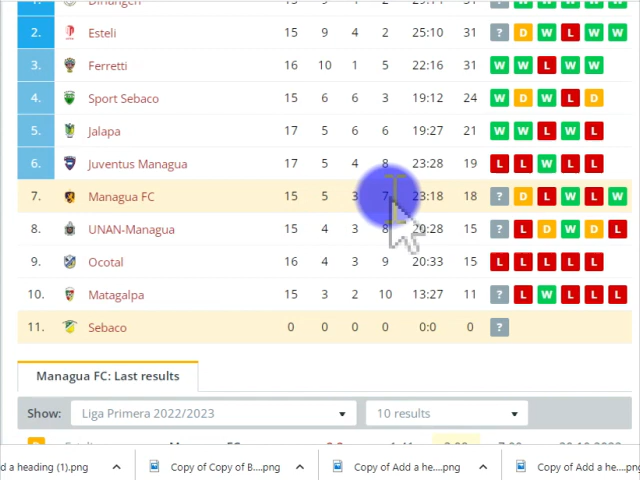 2. Esteli 15 9 4 2 25:10 31 ? D W L W W
3. Ferretti 16 10 1 5 22:16 31 W W L W W
4. Sport Sebaco 15 6 6 3 19:12 24 W D W L D
5. Jalapa 17 5 6 6 19:27 21 W W L W L
6. Juventus Managua 17 5 4 8 23:28 19 L L W L L
7. Managua FC 15 5 3 7 23:18 18 ? D L W L W
8. UNAN-Managua 15 4 3 8 20:28 15 ? L D W D L
9. Ocotal 16 4 3 9 20:33 15 L L L L L
10. Matagalpa 15 3 2 10 13:27 11 ? L W L L L
11. Sebaco 0 0 0 0 0:0 0 ?
Managua FC: Last results
Show: Liga Primera 2022/2023 10 results
d a heading (1).png Copy of Copy of B....png Copy of Add a he....png Copy of Add a he....png